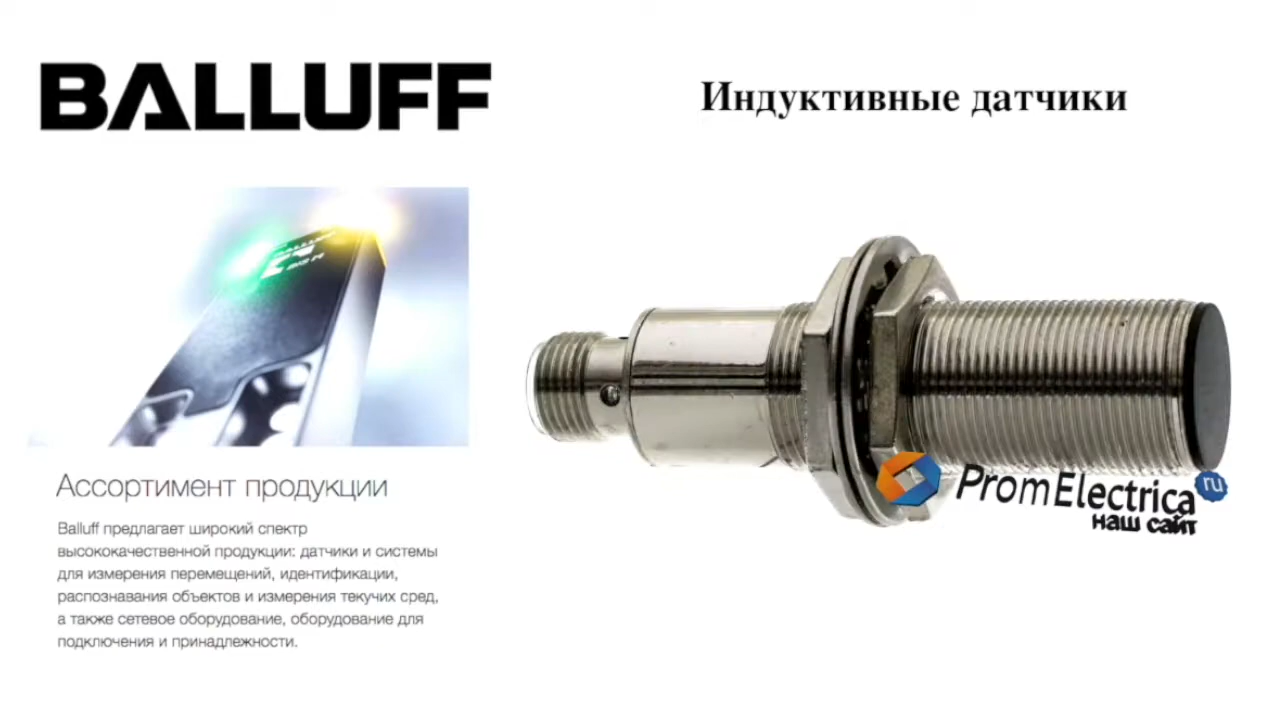 BALLUFF
Индуктивные датчики
Ассортимент продукции
Balluff предлагает широкий спектр
высококачественной продукции: датчики и системы
для измерения перемещений, идентификации,
распознавания объектов и измерения текучих сред,
а также сетевое оборудование, оборудование для
подключения и принадлежности.
PromElectrica ru
наш сайт